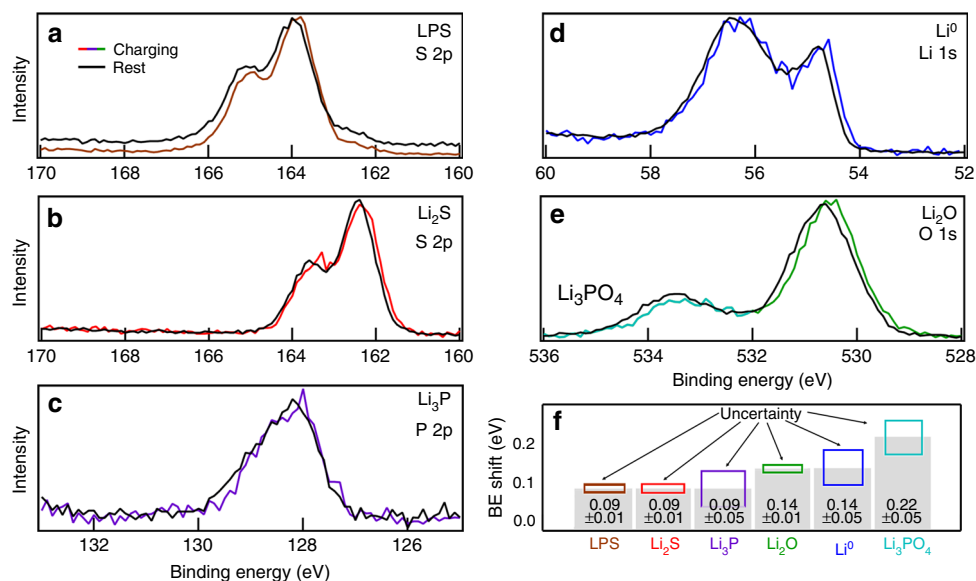 a
Charging
Rest
LPS
S 2p
Intensity
170 168 166 164 162 160
b
Li₂S
S 2p
Intensity
170 168 166 164 162 160
c
Li₃P
P 2p
Intensity
132 130 128 126
Binding energy (eV)
d
Li⁰
Li 1s
60 58 56 54 52
e
Li₂O
O 1s
Li₃PO₄
536 534 532 530 528
Binding energy (eV)
f
Uncertainty
BE shift (eV)
0.2
0.1
0.0
0.09 0.09 0.09 0.14 0.14 0.22
±0.01 ±0.01 ±0.05 ±0.01 ±0.05 ±0.05
LPS Li₂S Li₃P Li₂O Li⁰ Li₃PO₄